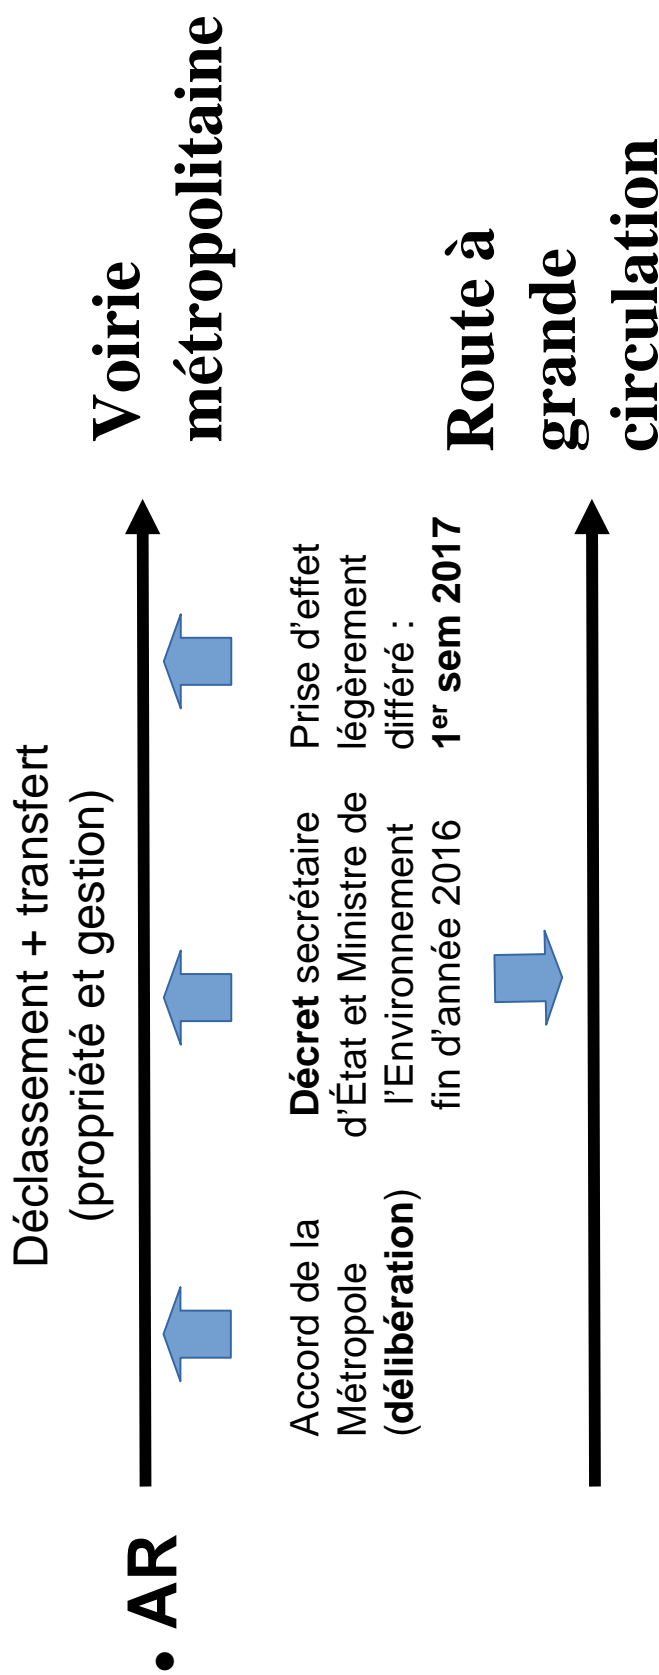 Déclassement + transfert
(propriété et gestion)
• AR
Voirie
métropolitaine
Accord de la
Métropole
(délibération)
Décret secrétaire
d'État et Ministre de
l'Environnement
fin d'année 2016
Prise d'effet
légèrement
différé :
1er sem 2017
Route à
grande
circulation